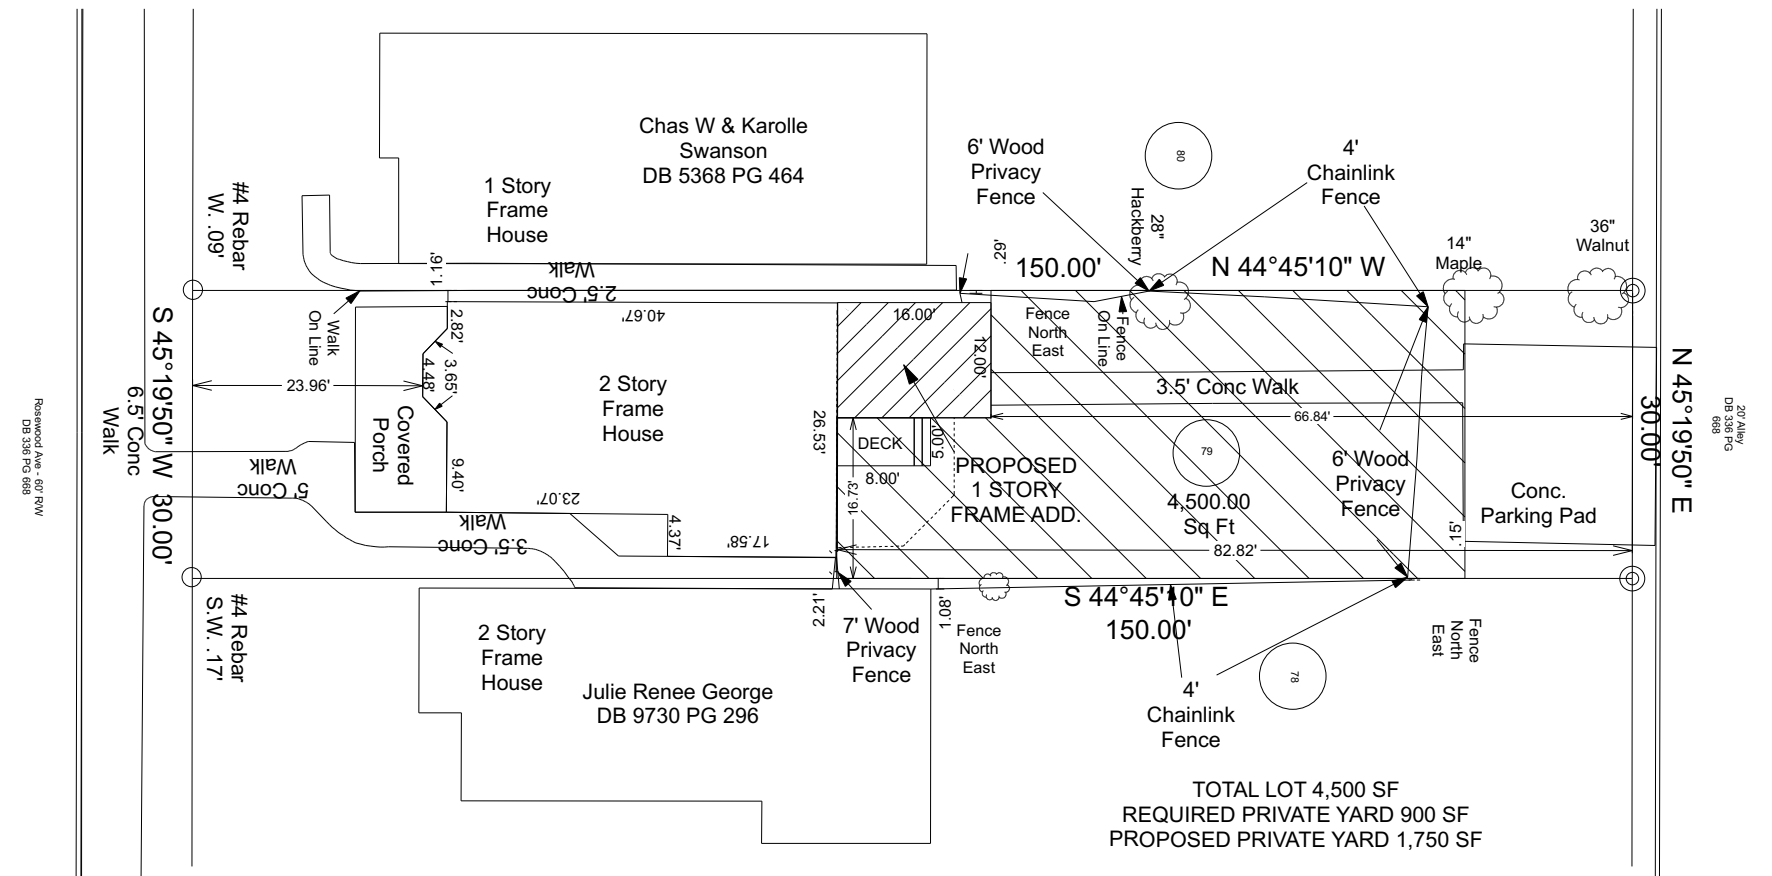 Chas W & Karolle
Swanson
DB 5368 PG 464
1 Story
Frame
House
6' Wood
Privacy
Fence
80
4'
Chainlink
Fence
28"
Hackberry
14"
Maple
36"
Walnut
#4 Rebar
W. .09'
1.16'
2.5' Conc
Walk
.29'
150.00'
N 44°45'10" W
Walk
On Line
2.82'
40.67'
16.00'
Fence
North
East
Fence
On Line
12.00'
3.65'
4.48'
23.96'
2 Story
Frame
House
3.5' Conc Walk
66.84'
S 45°19'50" W 30.00'
6.5' Conc
Walk
Rosewood Ave - 60' R/W
DB 336 PG 668
Covered
Porch
9.40'
26.53'
DECK
5.00'
8.00'
16.73'
PROPOSED
1 STORY
FRAME ADD.
79
4,500.00
Sq Ft
6' Wood
Privacy
Fence
Conc.
Parking Pad
.15'
N 45°19'50" E
30.00'
20' Alley
DB 336 PG
668
5' Conc
Walk
23.07'
3.5' Conc
Walk
4.37'
17.58'
82.82'
#4 Rebar
S.W. .17'
2.21'
1.08'
S 44°45'10" E
150.00'
7' Wood
Privacy
Fence
Fence
North
East
Fence
North
East
2 Story
Frame
House
Julie Renee George
DB 9730 PG 296
78
4'
Chainlink
Fence
TOTAL LOT 4,500 SF
REQUIRED PRIVATE YARD 900 SF
PROPOSED PRIVATE YARD 1,750 SF